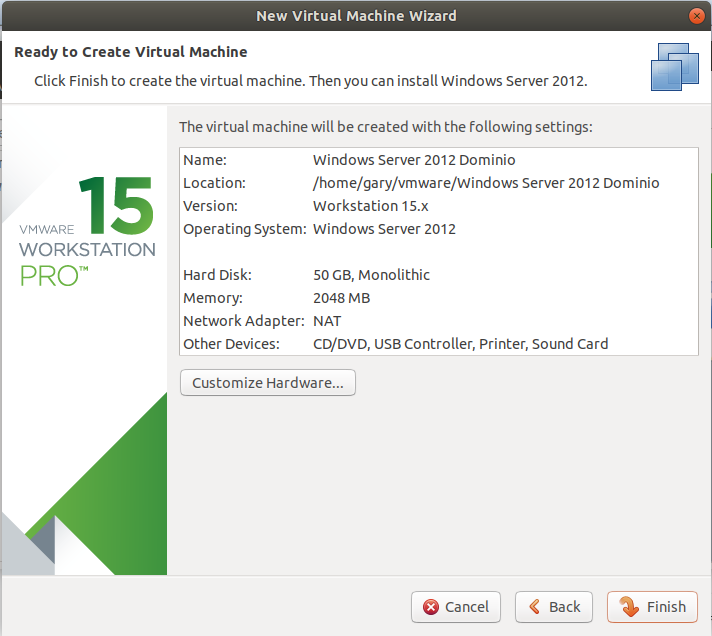 New Virtual Machine Wizard
Ready to Create Virtual Machine
Click Finish to create the virtual machine. Then you can install Windows Server 2012.
The virtual machine will be created with the following settings:
Name: Windows Server 2012 Dominio
Location: /home/gary/vmware/Windows Server 2012 Dominio
Version: Workstation 15.x
Operating System: Windows Server 2012
Hard Disk: 50 GB, Monolithic
Memory: 2048 MB
Network Adapter: NAT
Other Devices: CD/DVD, USB Controller, Printer, Sound Card
15
VMWARE
WORKSTATION
PRO™
Customize Hardware...
Cancel Back Finish